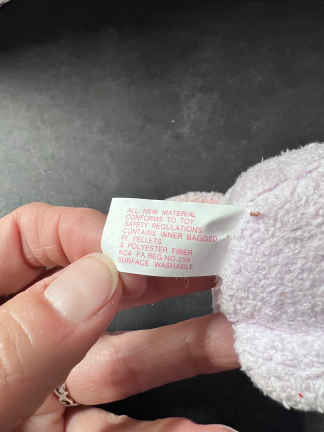 ALL NEW MATERIAL
CONFORMS TO TOY
SAFETY REGULATIONS
CONTAINS INNER BAGGED
PE PELLETS
& POLYESTER FIBER
PA.REG.NO.
SURFACE WASHABLE